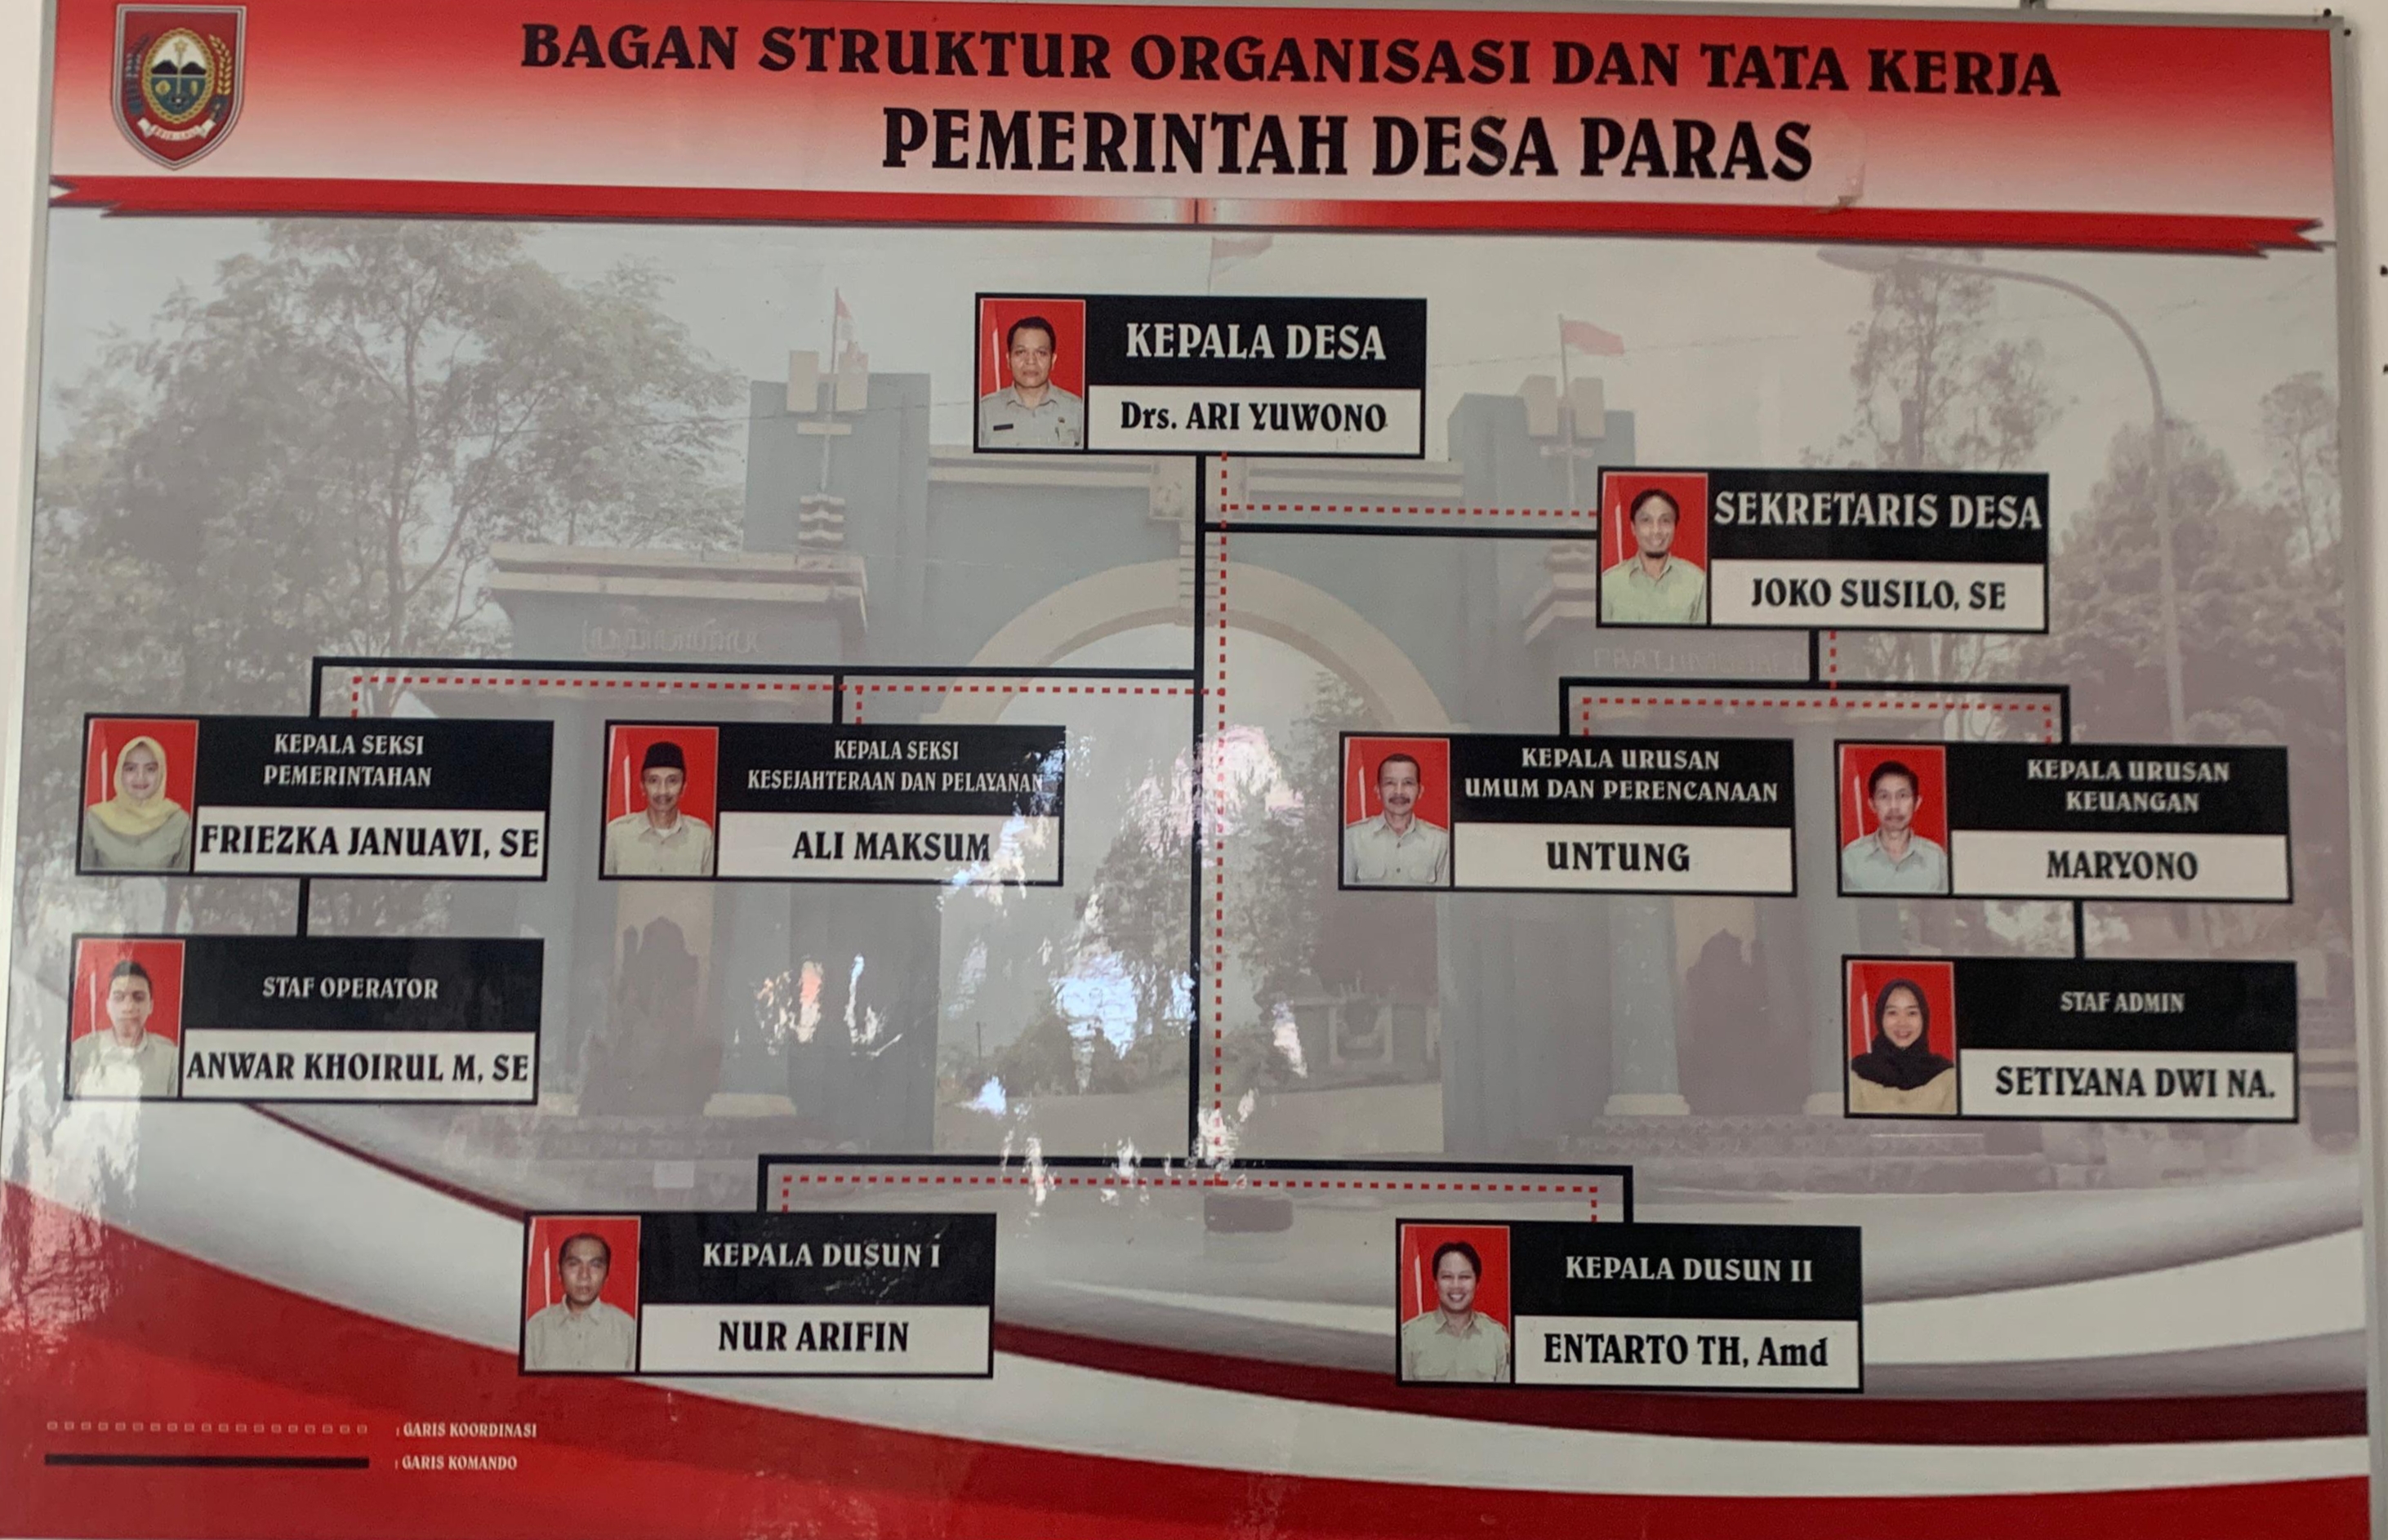 BAGAN STRUKTUR ORGANISASI DAN TATA KERJA
PEMERINTAH DESA PARAS
KEPALA DESA
Drs. ARI YUWONO
SEKRETARIS DESA
JOKO SUSILO, SE
KEPALA SEKSI
PEMERINTAHAN
FRIEZKA JANUAVI, SE
KEPALA SEKSI
KESEJAHTERAAN DAN PELAYANAN
ALI MAKSUM
KEPALA URUSAN
UMUM DAN PERENCANAAN
UNTUNG
KEPALA URUSAN
KEUANGAN
MARYONO
STAF OPERATOR
ANWAR KHOIRUL M, SE
STAF ADMIN
SETIYANA DWI NA.
KEPALA DUSUN I
NUR ARIFIN
KEPALA DUSUN II
ENTARTO TH, Amd
: GARIS KOORDINASI
: GARIS KOMANDO